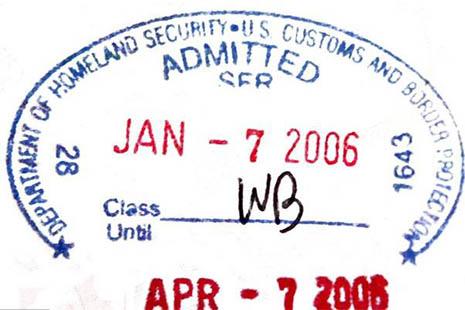 DEPARTMENT OF HOMELAND SECURITY • U.S. CUSTOMS AND BORDER PROTECTION
ADMITTED
SFR
28
JAN - 7 2006
1643
Class WB
Until
APR - 7 2006